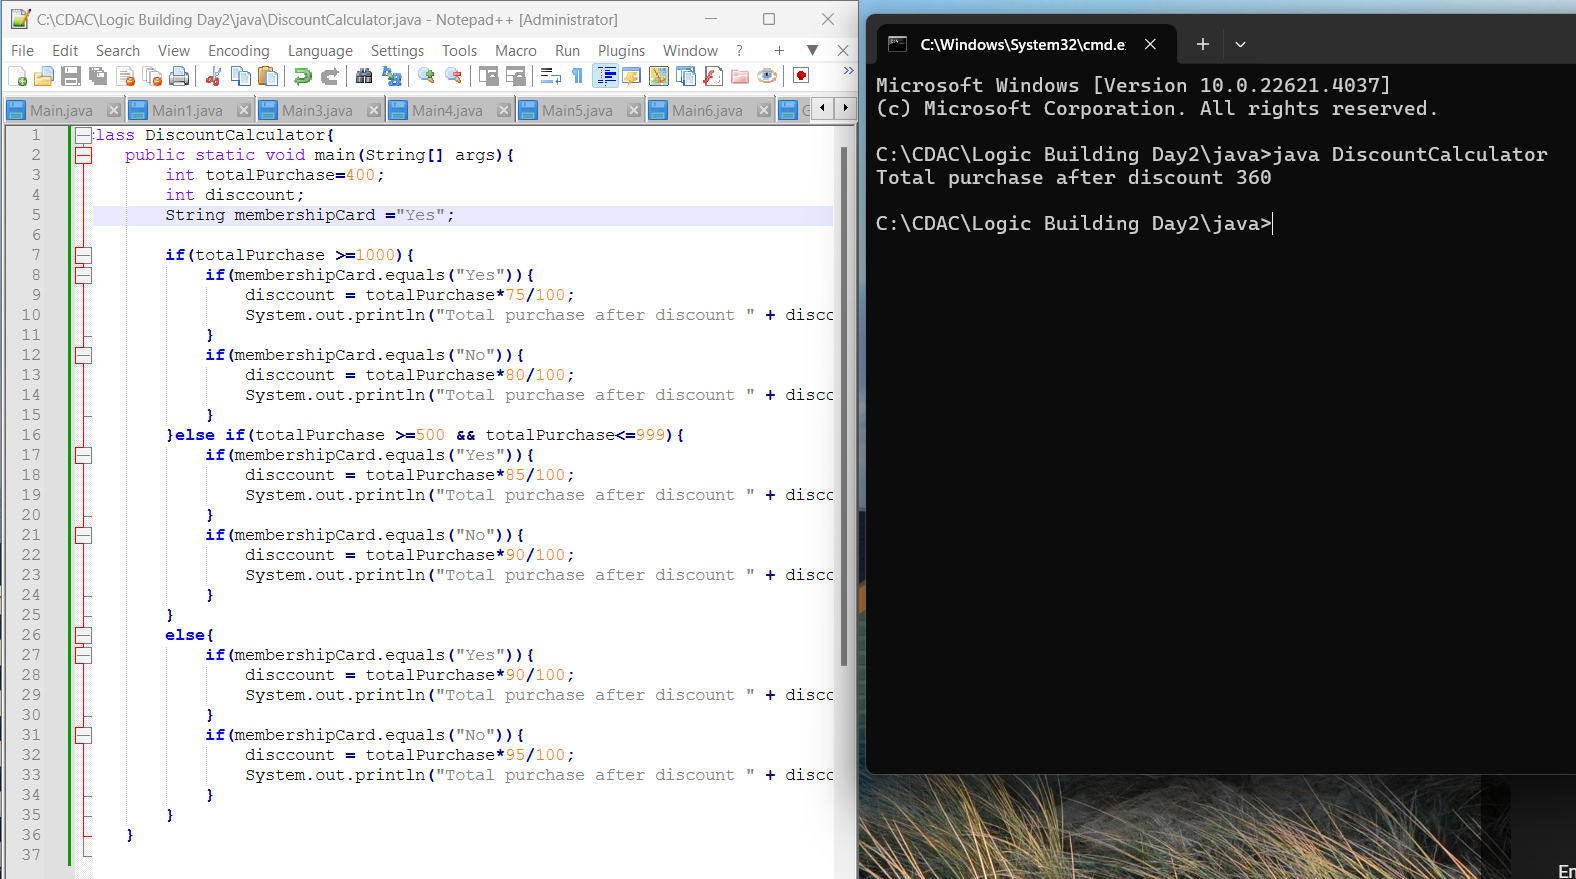 C:\CDAC\Logic Building Day2\java\DiscountCalculator.java - Notepad++ [Administrator]
File Edit Search View Encoding Language Settings Tools Macro Run Plugins Window ? + ▼ X
Main.java Main1.java Main3.java Main4.java Main5.java Main6.java G
1 lass DiscountCalculator{
2 public static void main(String[] args){
3 int totalPurchase=400;
4 int disccount;
5 String membershipCard ="Yes";
6
7 if(totalPurchase >=1000){
8 if(membershipCard.equals("Yes")){
9 disccount = totalPurchase*75/100;
10 System.out.println("Total purchase after discount " + disc
11 }
12 if(membershipCard.equals("No")){
13 disccount = totalPurchase*80/100;
14 System.out.println("Total purchase after discount " + disc
15 }
16 }else if(totalPurchase >=500 && totalPurchase<=999){
17 if(membershipCard.equals("Yes")){
18 disccount = totalPurchase*85/100;
19 System.out.println("Total purchase after discount " + disc
20 }
21 if(membershipCard.equals("No")){
22 disccount = totalPurchase*90/100;
23 System.out.println("Total purchase after discount " + disc
24 }
25 }
26 else{
27 if(membershipCard.equals("Yes")){
28 disccount = totalPurchase*90/100;
29 System.out.println("Total purchase after discount " + disc
30 }
31 if(membershipCard.equals("No")){
32 disccount = totalPurchase*95/100;
33 System.out.println("Total purchase after discount " + disc
34 }
35 }
36 }
37
C:\Windows\System32\cmd.e
Microsoft Windows [Version 10.0.22621.4037]
(c) Microsoft Corporation. All rights reserved.
C:\CDAC\Logic Building Day2\java>java DiscountCalculator
Total purchase after discount 360
C:\CDAC\Logic Building Day2\java>
En